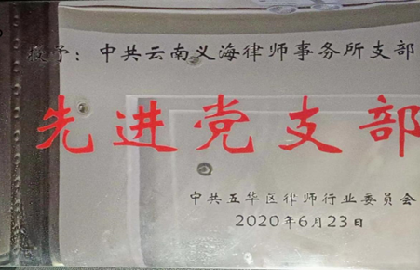 授予：中共云南义海律师事务所支部
先进党支部
中共五华区律师行业委员会
2020年6月23日